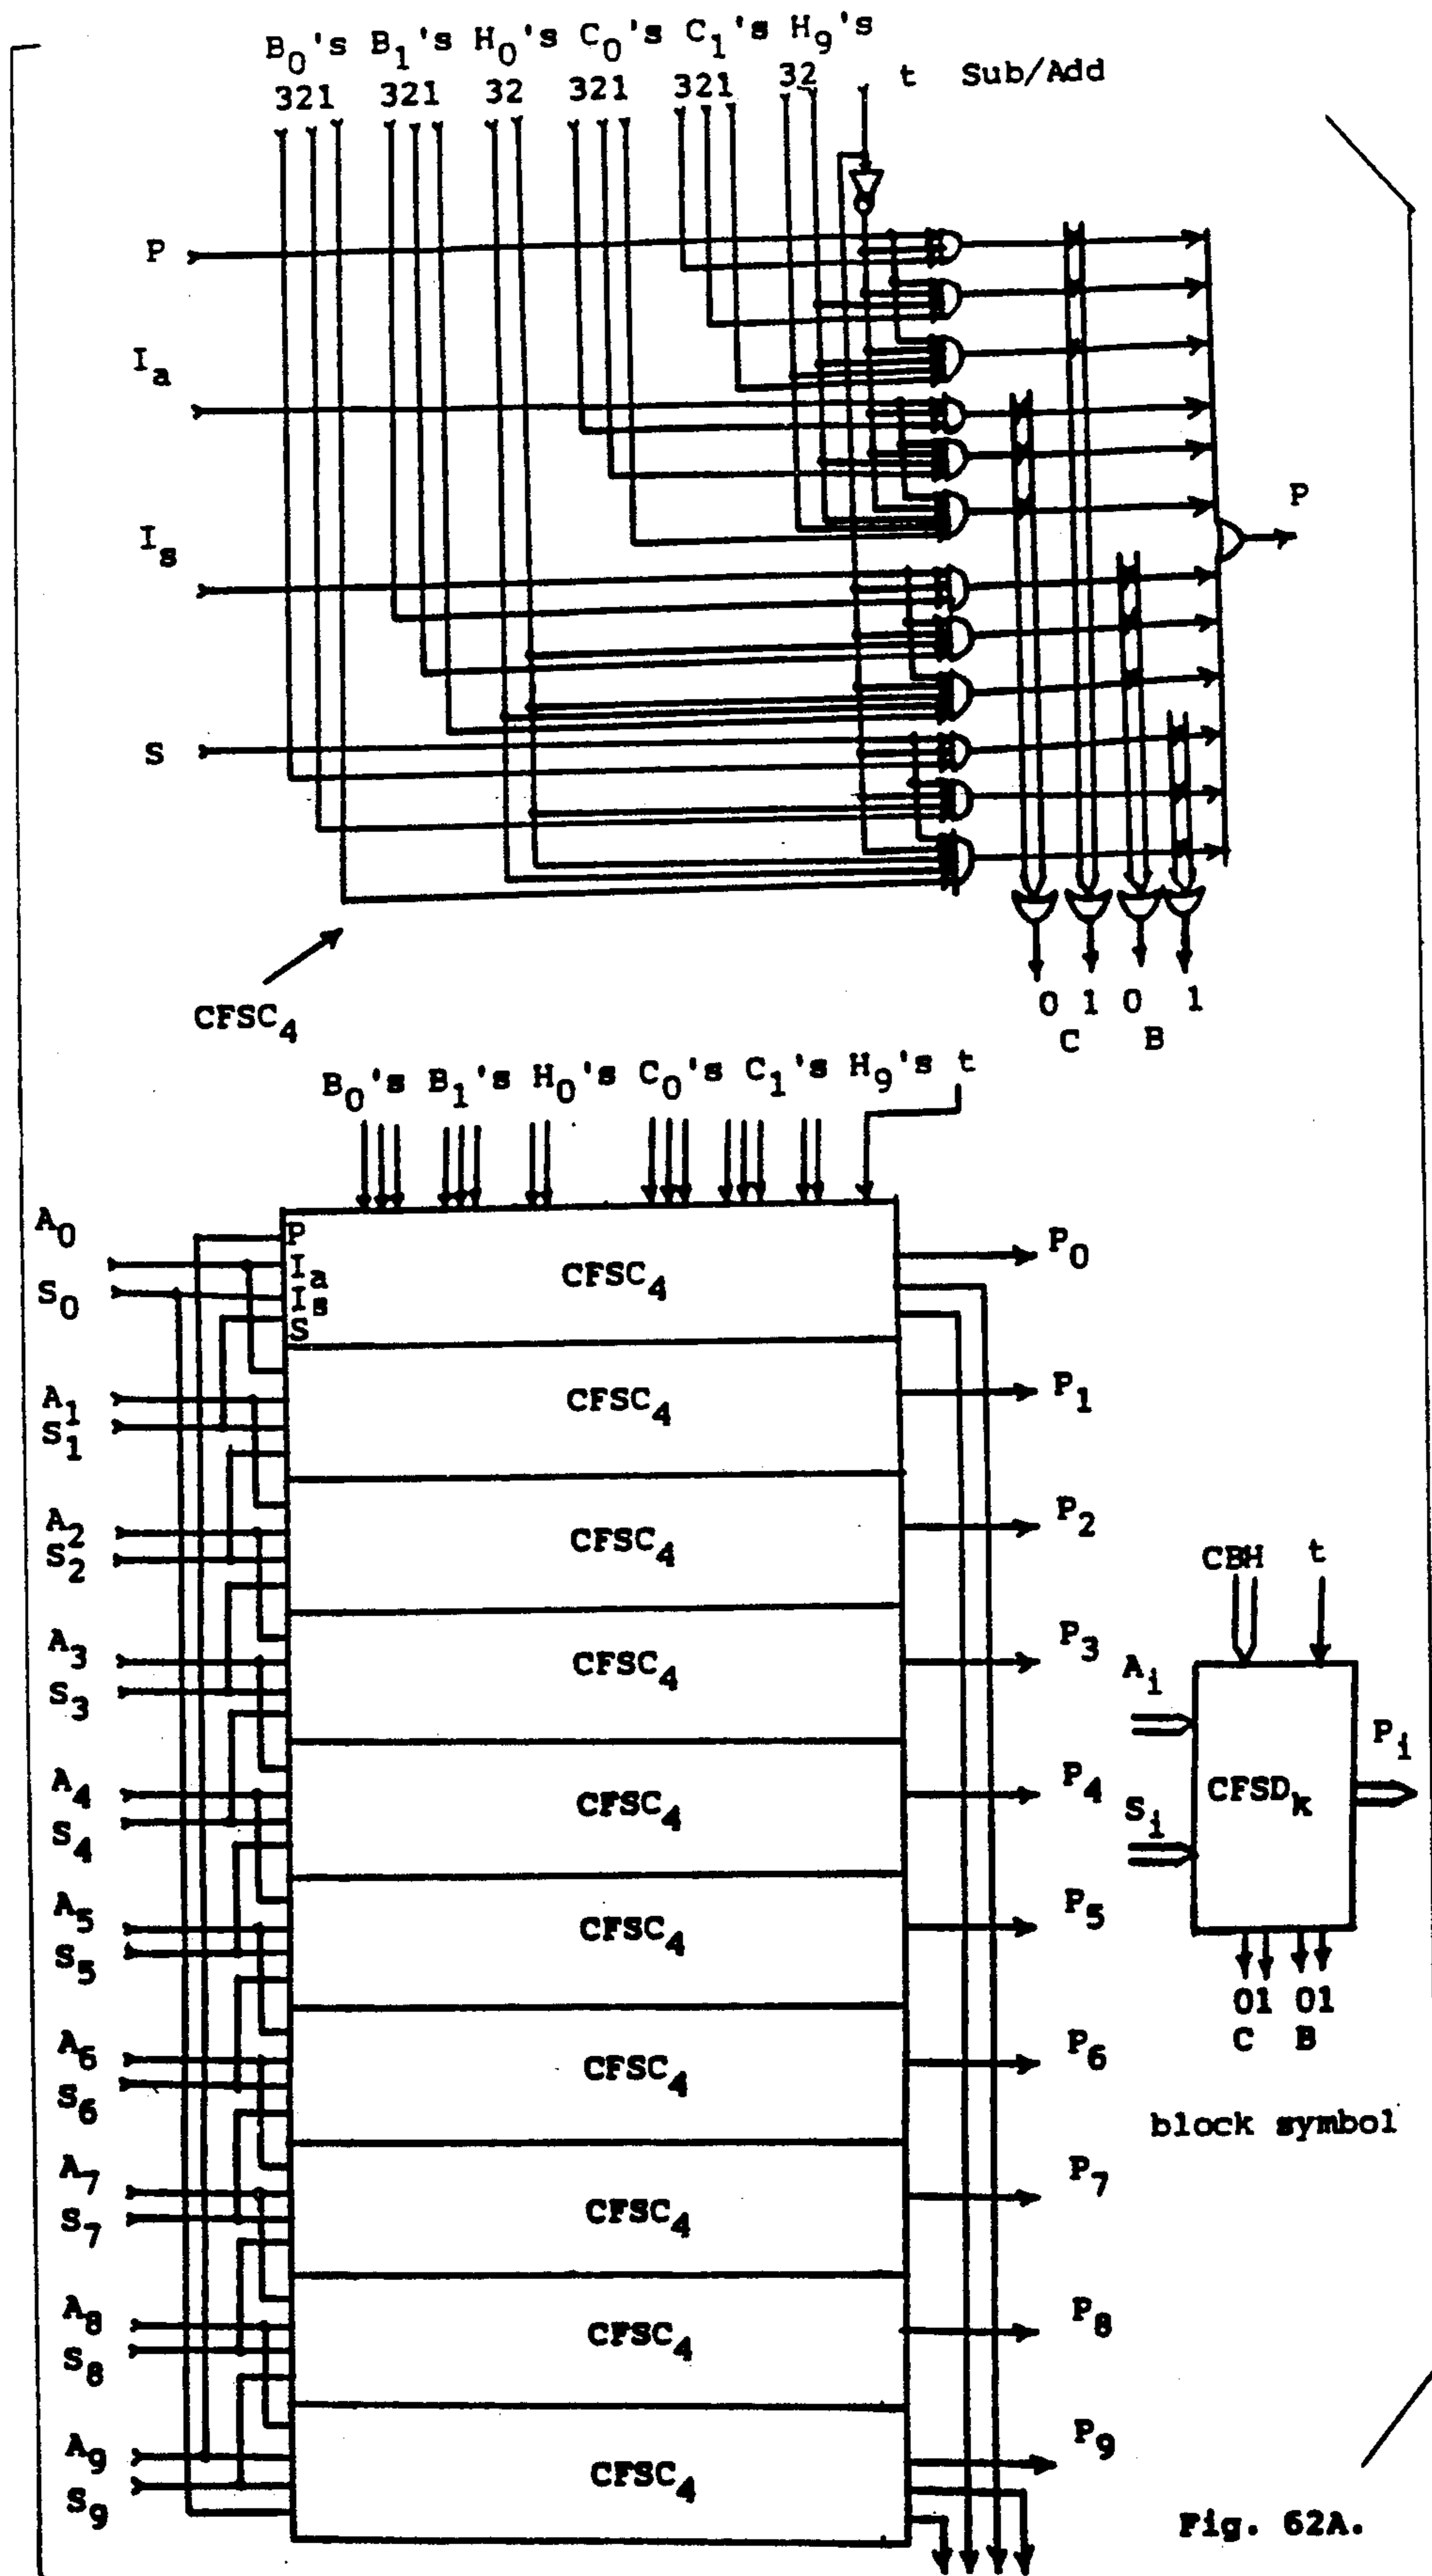 B₀'s B₁'s H₀'s C₀'s C₁'s H₉'s
321 321 32 321 321 32 t Sub/Add
P
Iₐ
Iₛ
S
P
0 1 0 1
C B
CFSC₄
B₀'s B₁'s H₀'s C₀'s C₁'s H₉'s t
A₀
S₀
P
Iₐ
Iₛ
S
CFSC₄
P₀
A₁
S₁
CFSC₄
P₁
A₂
S₂
CFSC₄
P₂
A₃
S₃
CFSC₄
P₃
A₄
S₄
CFSC₄
P₄
A₅
S₅
CFSC₄
P₅
A₆
S₆
CFSC₄
P₆
A₇
S₇
CFSC₄
P₇
A₈
S₈
CFSC₄
P₈
A₉
S₉
CFSC₄
P₉
CBH t
Aᵢ
Sᵢ
CFSDₖ
Pᵢ
01 01
C B
block symbol
Fig. 62A.